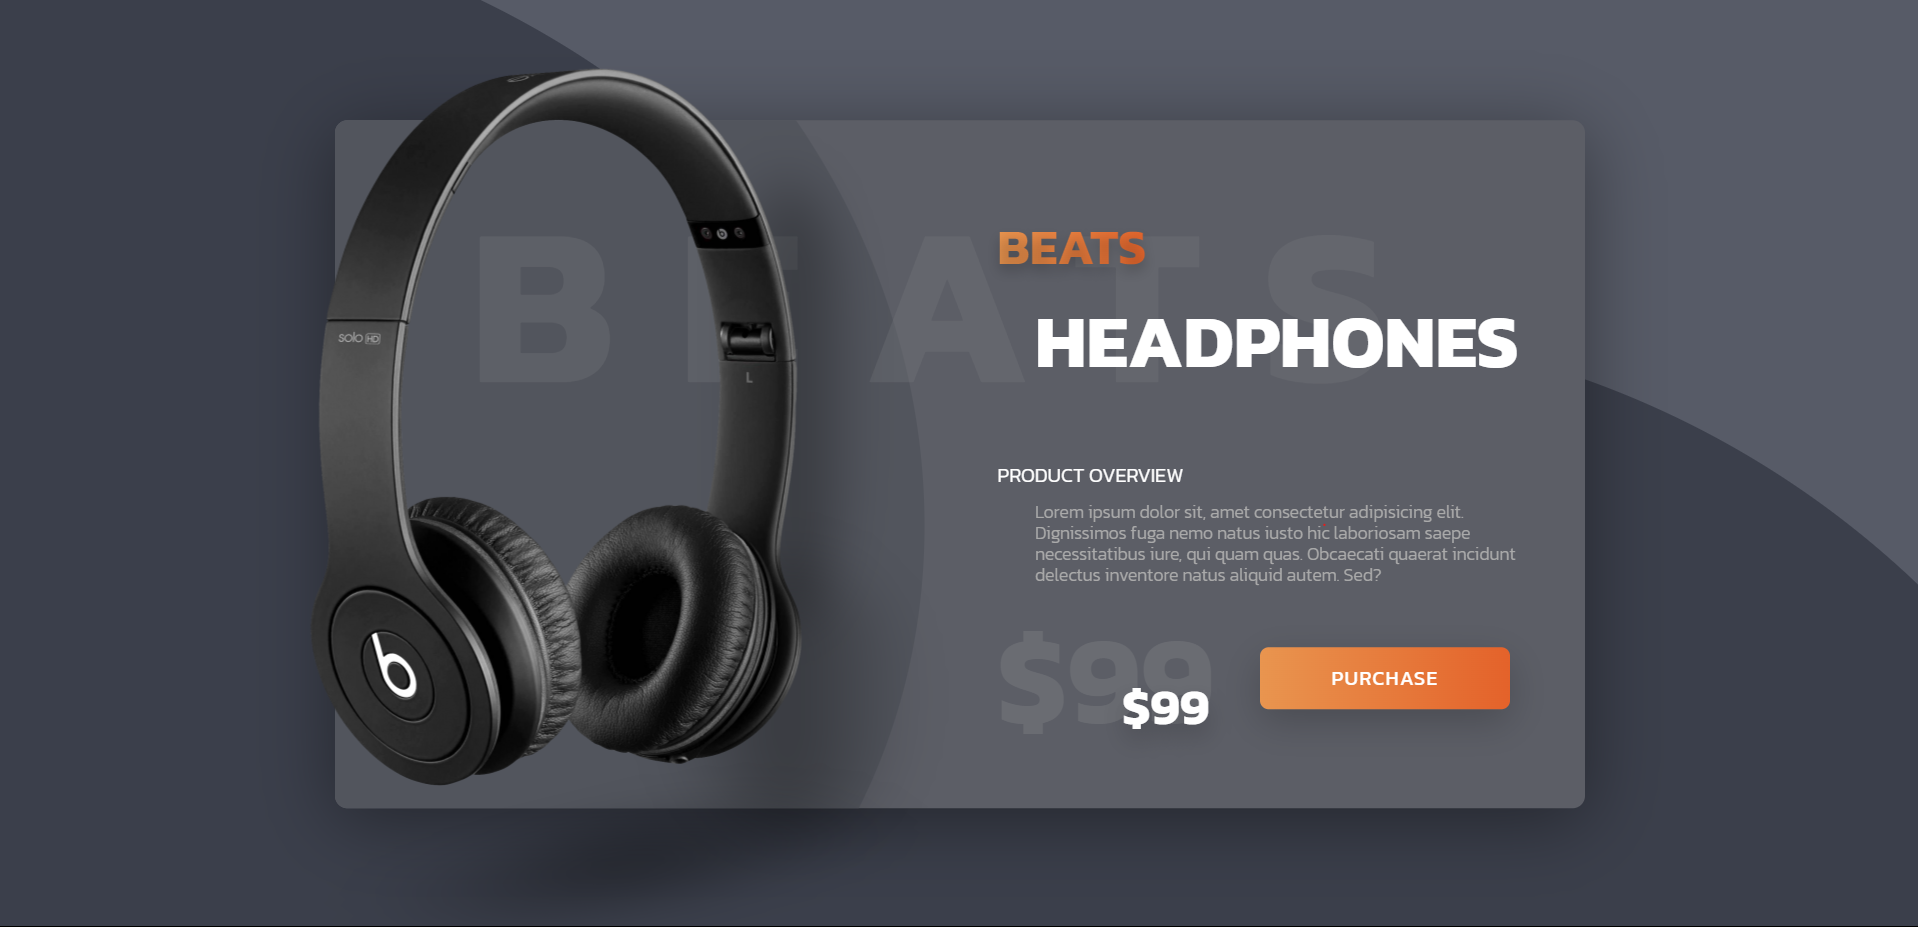 BEATS
BEATS
HEADPHONES
solo HD
L
PRODUCT OVERVIEW
Lorem ipsum dolor sit, amet consectetur adipisicing elit.
Dignissimos fuga nemo natus iusto hic laboriosam saepe
necessitatibus iure, qui quam quas. Obcaecati quaerat incidunt
delectus inventore natus aliquid autem. Sed?
$99
$99
PURCHASE